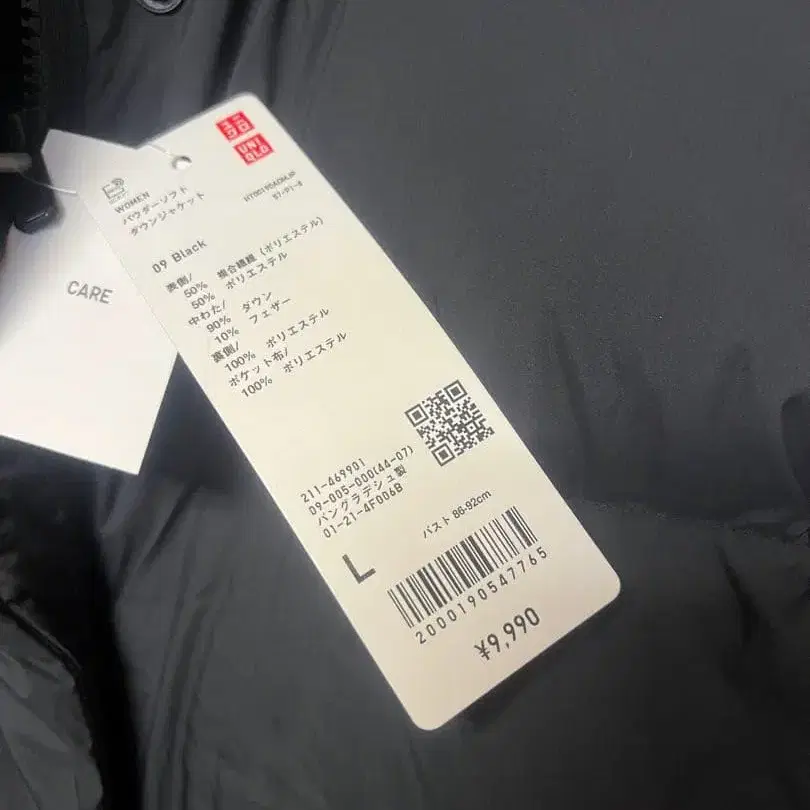 ユニ
クロ
UNI
QLO
WOMEN
パウダーソフト
ダウンジャケット
09 Black
表側/
50% 複合繊維 (ポリエステル)
50% ポリエステル
中わた/
90% ダウン
10% フェザー
裏側/
100% ポリエステル
ポケット布/
100% ポリエステル
211-469901
09-005-000(44-07)
バングラデシュ製
01-21-4F006B
バスト 86-92cm
L
2000190547765
¥9,990
CARE